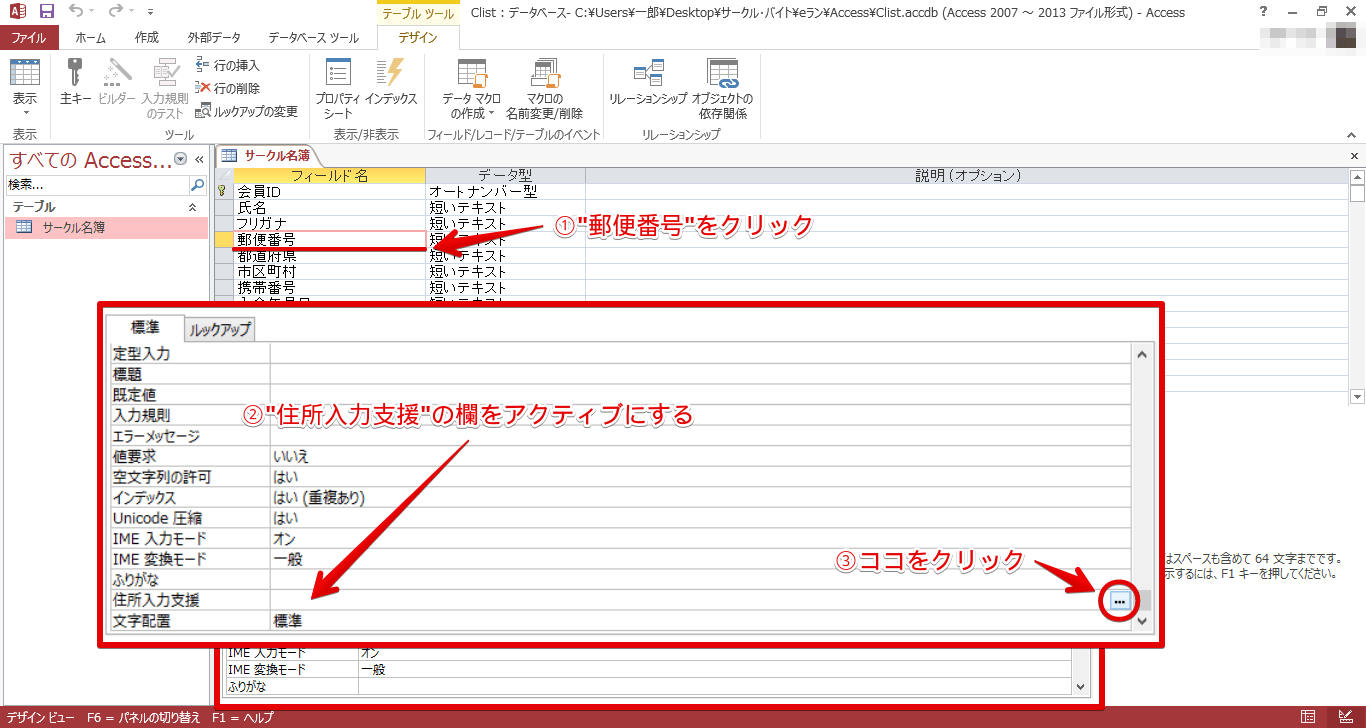 テーブル ツール
Clist : データベース- C:¥Users¥一郎¥Desktop¥サークル・バイト¥eラン¥Access¥Clist.accdb (Access 2007 ～ 2013 ファイル形式) - Access
ファイル ホーム 作成 外部データ データベース ツール デザイン
表示
主キー
ビルダー
入力規則
のテスト
行の挿入
行の削除
ルックアップの変更
プロパティ
シート
インデックス
データ マクロ
の作成
マクロの
名前変更/削除
リレーションシップ
オブジェクトの
依存関係
表示 ツール 表示/非表示 フィールド/レコード/テーブルのイベント リレーションシップ
すべての Access...
検索...
テーブル
サークル名簿
サークル名簿
フィールド名 データ型 説明 (オプション)
会員ID オートナンバー型
氏名 短いテキスト
フリガナ 短いテキスト
郵便番号
都道府県 短いテキスト
市区町村 短いテキスト
携帯番号 短いテキスト
①"郵便番号"をクリック
標準 ルックアップ
定型入力
標題
既定値
入力規則
エラーメッセージ
値要求 いいえ
空文字列の許可 はい
インデックス はい (重複あり)
Unicode 圧縮 はい
IME 入力モード オン
IME 変換モード 一般
ふりがな
住所入力支援 ...
文字配置 標準
②"住所入力支援"の欄をアクティブにする
③ココをクリック
はスペースも含めて 64 文字までです。
示するには、F1 キーを押してください。
IME 入力モード オン
IME 変換モード 一般
ふりがな
デザイン ビュー F6 = パネルの切り替え F1 = ヘルプ